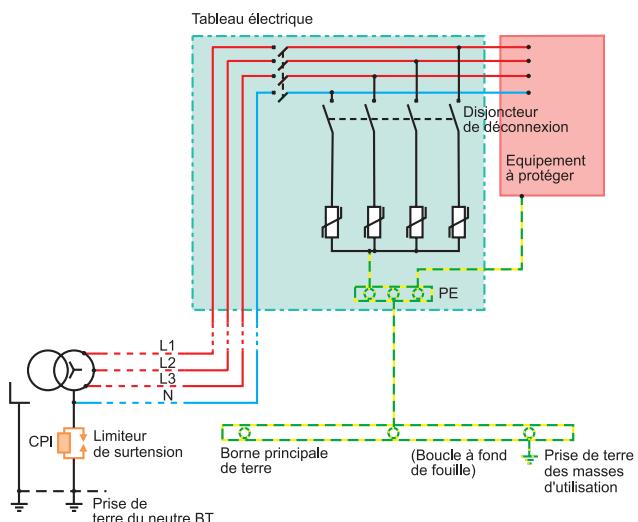 Tableau électrique
Disjoncteur
de déconnexion
Equipement
à protéger
PE
L1
L2
L3
N
CPI
Limiteur
de surtension
Borne principale
de terre
(Boucle à fond
de fouille)
Prise de terre
des masses
d'utilisation
Prise de
terre du neutre BT